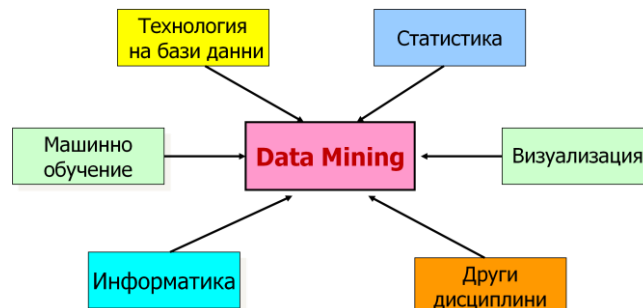 Технология
на бази данни
Статистика
Машинно
обучение
Data Mining
Визуализация
Информатика
Други
дисциплини